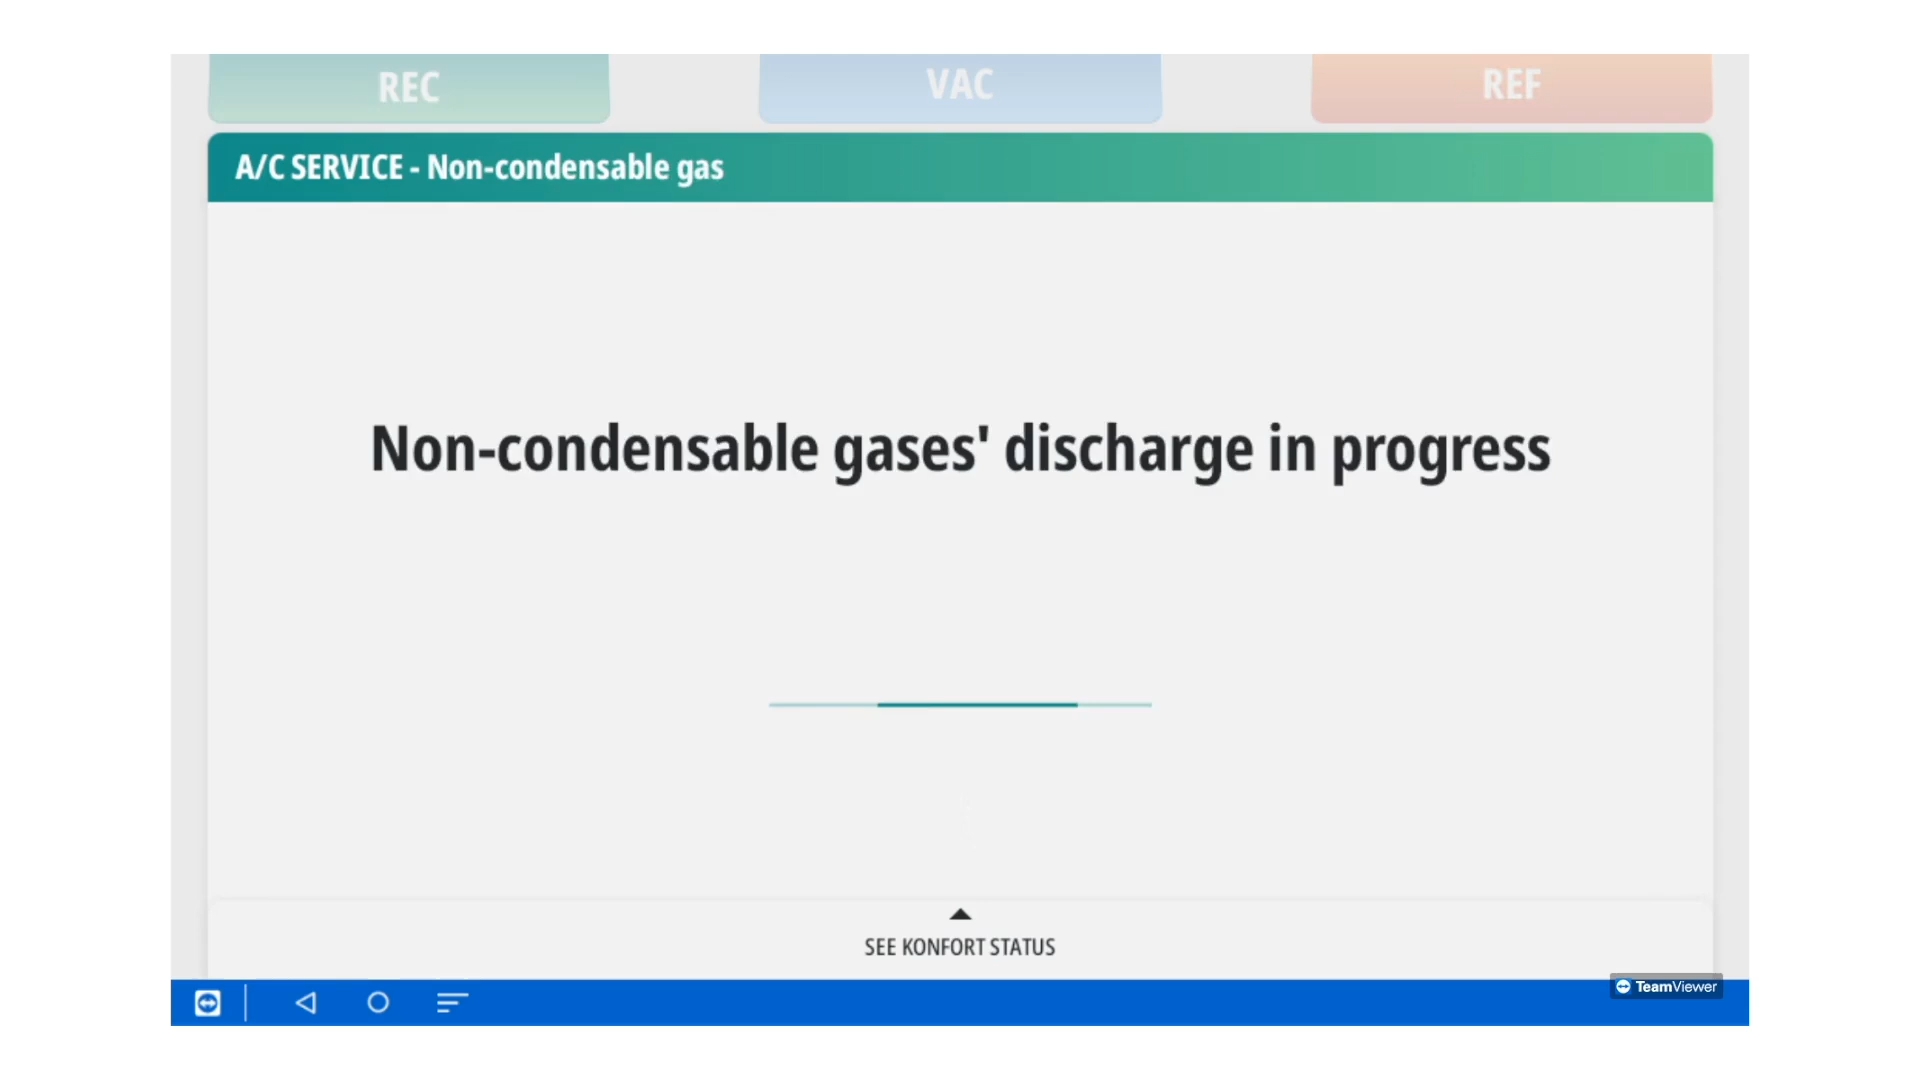 REC
VAC
REF
A/C SERVICE - Non-condensable gas
Non-condensable gases' discharge in progress
SEE KONFORT STATUS
TeamViewer